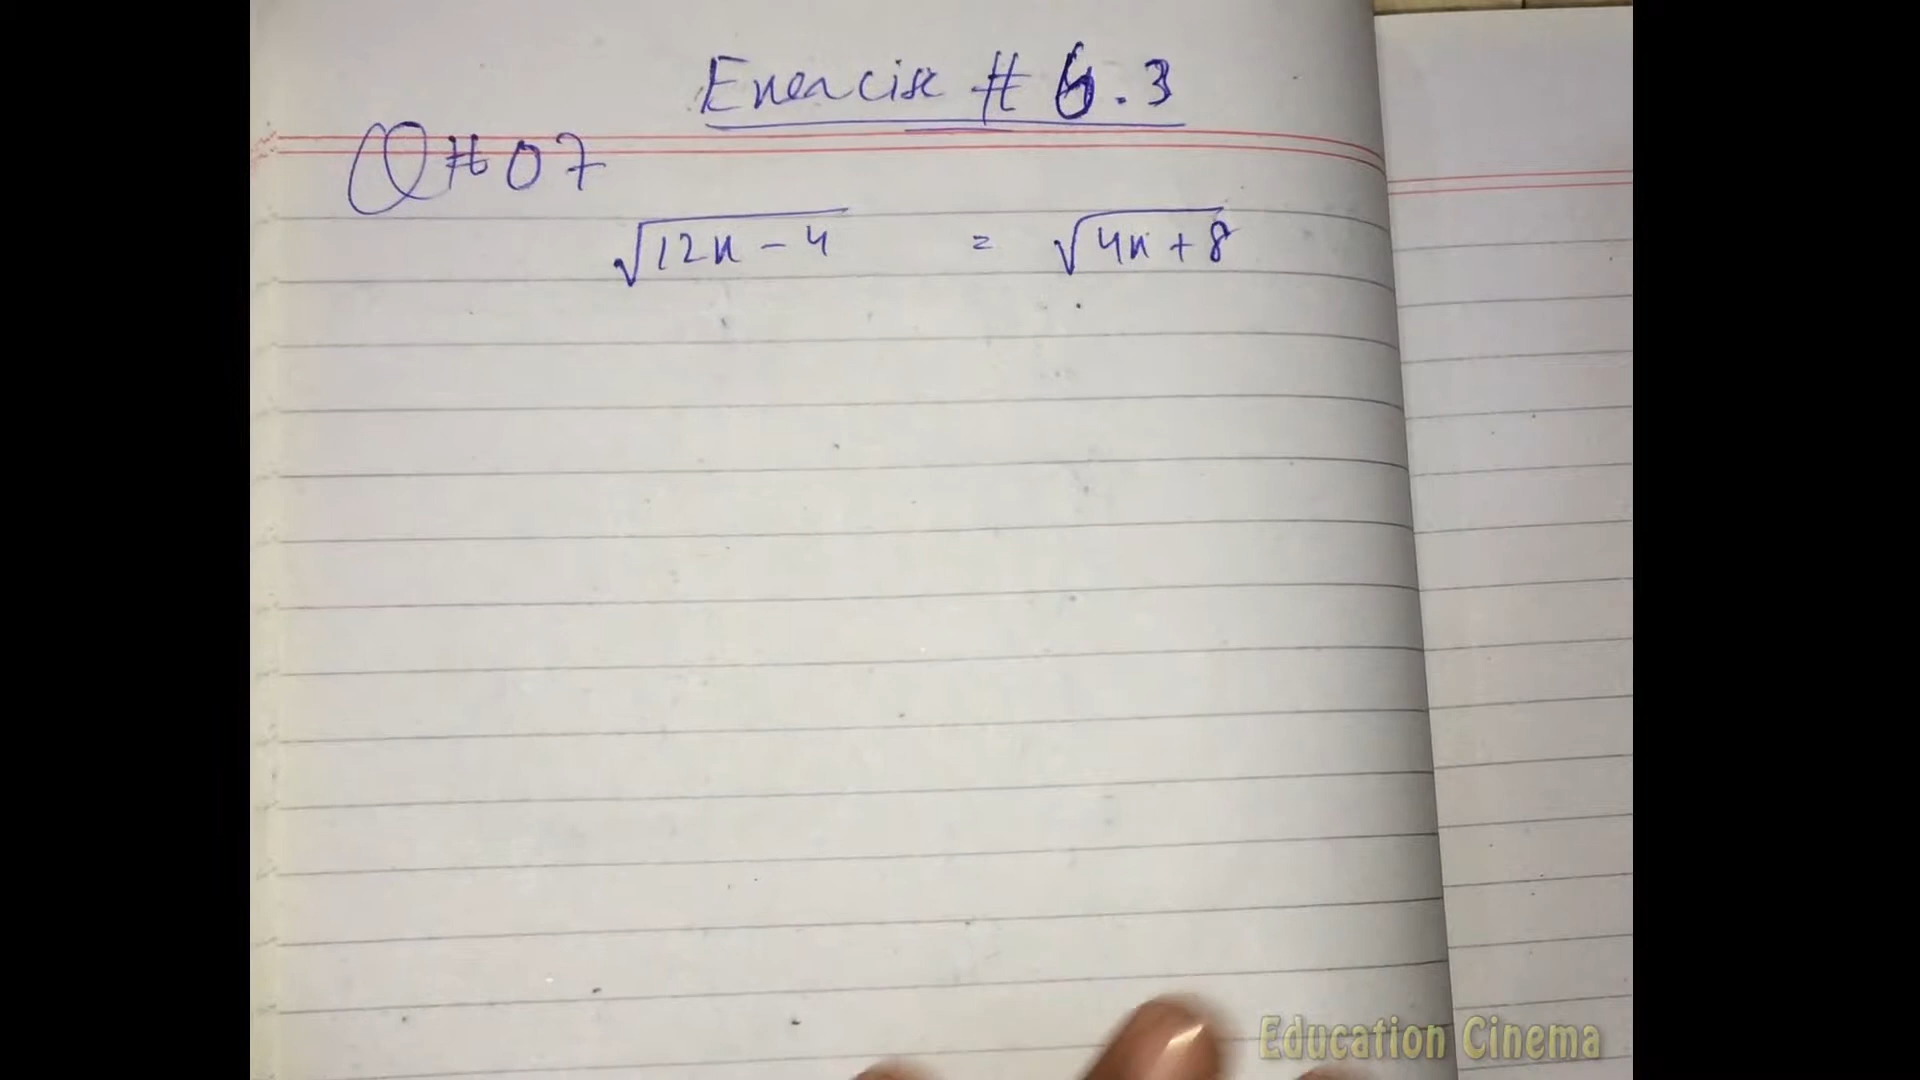 Exercise # 6.3
Q # 07
√12x - 4 = √4x + 8
Education Cinema